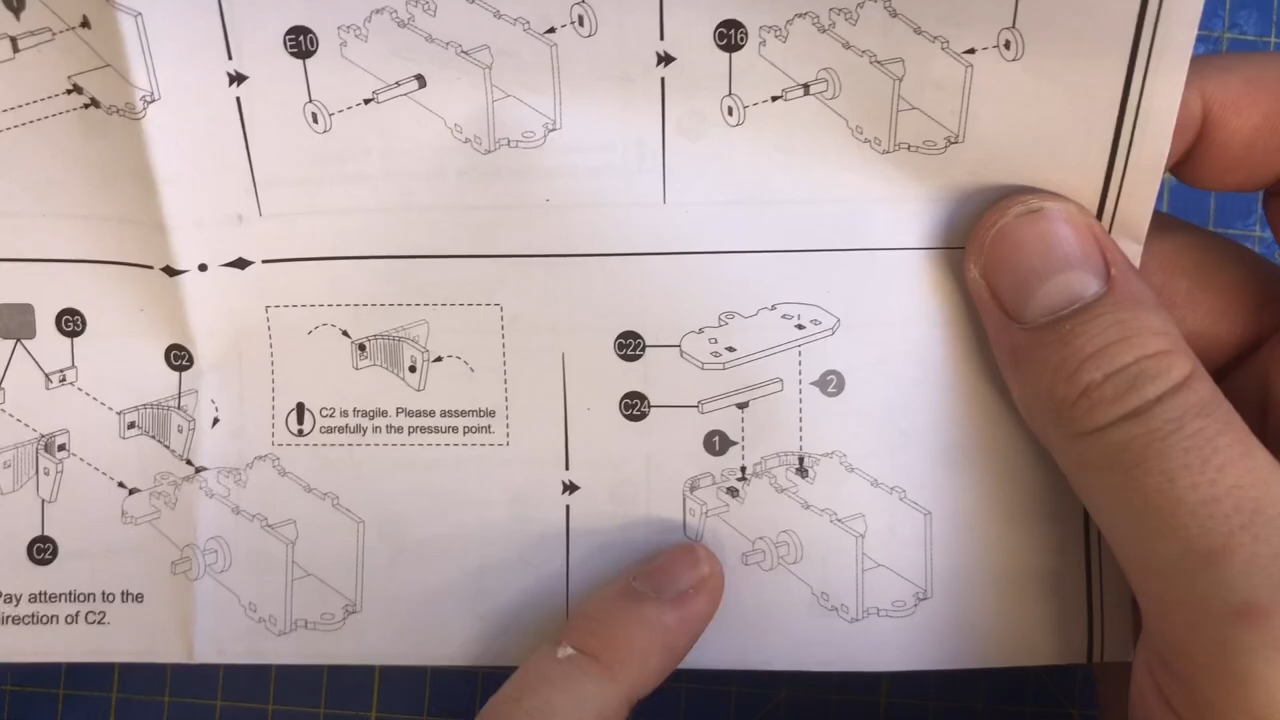 E10
C16
G3
C2
C2
Pay attention to the
direction of C2.
C2 is fragile. Please assemble
carefully in the pressure point.
C22
C24
2
1